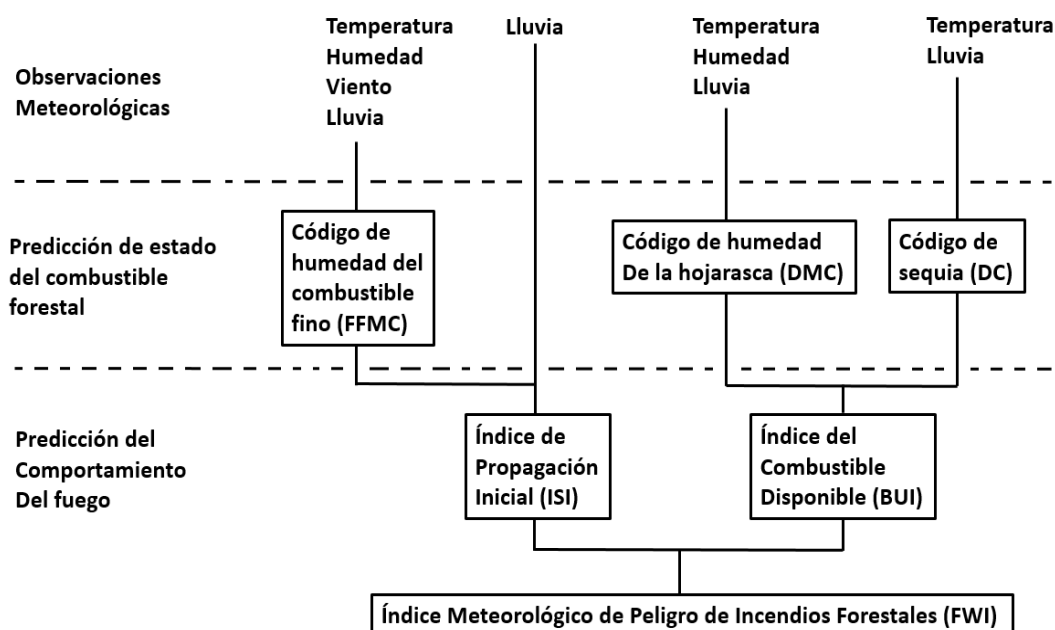 Temperatura
Humedad
Viento
Lluvia
Lluvia
Temperatura
Humedad
Lluvia
Temperatura
Lluvia
Observaciones
Meteorológicas
Predicción de estado
del combustible
forestal
Código de
humedad del
combustible
fino (FFMC)
Código de humedad
De la hojarasca (DMC)
Código de
sequia (DC)
Predicción del
Comportamiento
Del fuego
Índice de
Propagación
Inicial (ISI)
Índice del
Combustible
Disponible (BUI)
Índice Meteorológico de Peligro de Incendios Forestales (FWI)